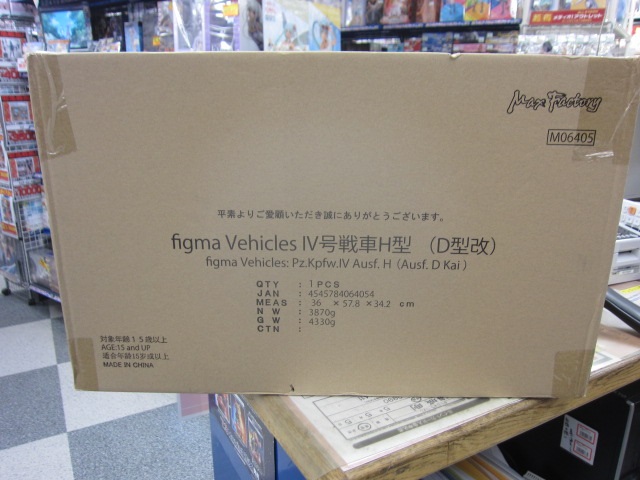 Max Factory
M06405
平素よりご愛顧いただき誠にありがとうございます。
figma Vehicles IV号戦車H型 (D型改)
figma Vehicles: Pz.Kpfw.IV Ausf. H (Ausf. D Kai )
QTY : 1 PCS
JAN : 4545784064054
MEAS : 36 × 57.8 × 34.2 cm
N W : 3870g
G W : 4330g
CTN :
対象年齢15歳以上
AGE:15 and UP
適合年齢15岁或以上
MADE IN CHINA